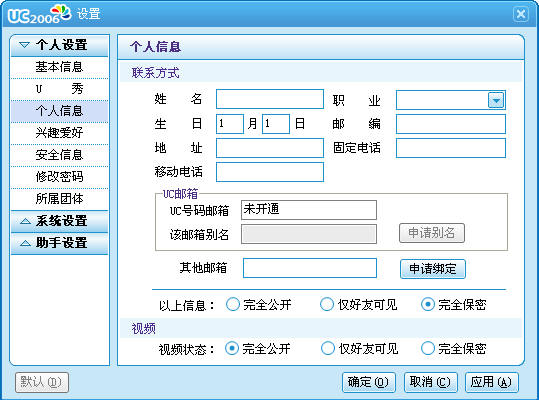 UC2006 设置
个人设置
基本信息
U 秀
个人信息
兴趣爱好
安全信息
修改密码
所属团体
系统设置
助手设置
个人信息
联系方式
姓 名 职 业
生 日 1 月 1 日 邮 编
地 址 固定电话
移动电话
UC邮箱
UC号码邮箱 未开通
该邮箱别名 申请别名
其他邮箱 申请绑定
以上信息： 完全公开 仅好友可见 完全保密
视频
视频状态： 完全公开 仅好友可见 完全保密
默认(D) 确定(O) 取消(C) 应用(A)